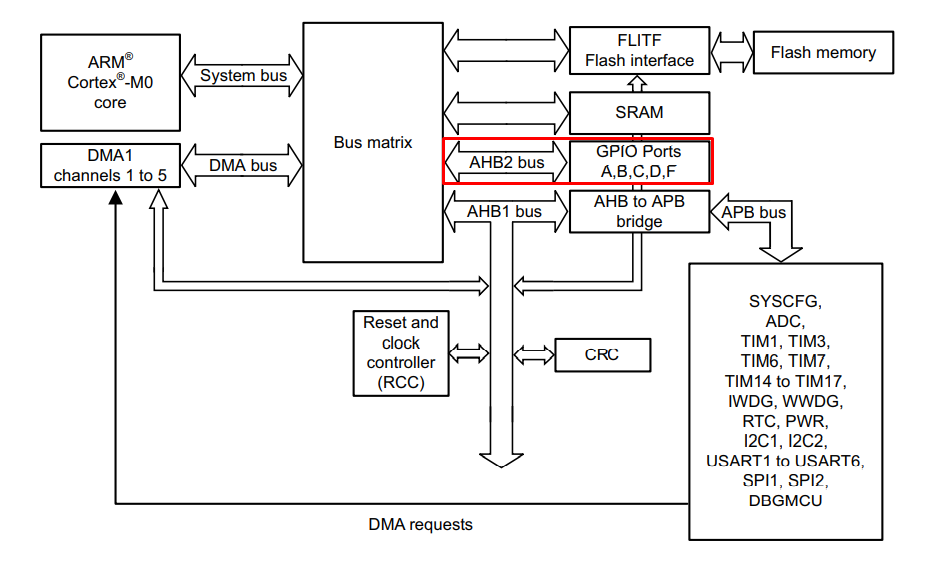 ARM®
Cortex®-M0
core
System bus
Bus matrix
FLITF
Flash interface
Flash memory
SRAM
DMA1
channels 1 to 5
DMA bus
AHB2 bus
GPIO Ports
A,B,C,D,F
AHB1 bus
AHB to APB
bridge
APB bus
Reset and
clock
controller
(RCC)
CRC
SYSCFG,
ADC,
TIM1, TIM3,
TIM6, TIM7,
TIM14 to TIM17,
IWDG, WWDG,
RTC, PWR,
I2C1, I2C2,
USART1 to USART6,
SPI1, SPI2,
DBGMCU
DMA requests